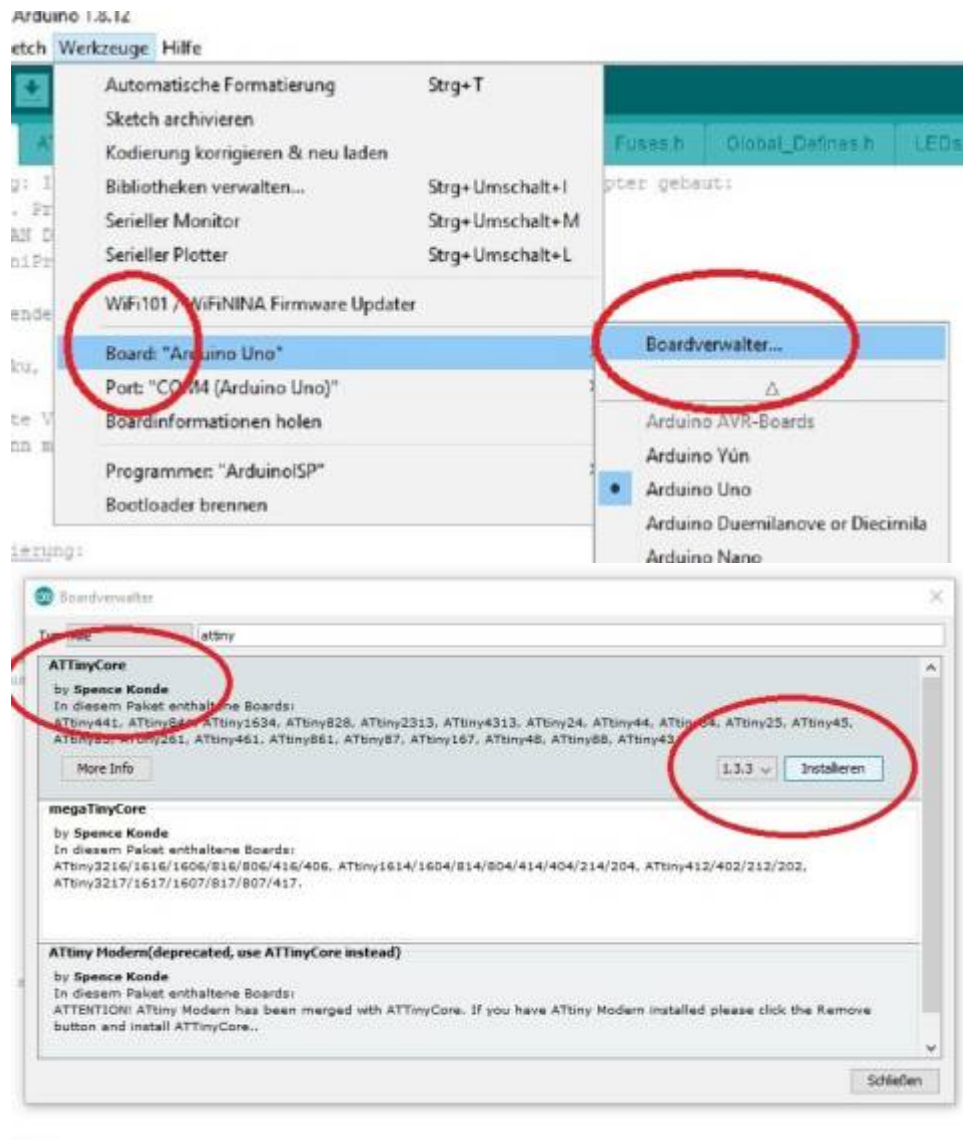 Arduino 1.8.12
etch Werkzeuge Hilfe
Automatische Formatierung Strg+T
Sketch archivieren
Kodierung korrigieren & neu laden
Bibliotheken verwalten... Strg+Umschalt+I
Serieller Monitor Strg+Umschalt+M
Serieller Plotter Strg+Umschalt+L
WiFi101 / WiFiNINA Firmware Updater
Board: "Arduino Uno"
Port: "COM4 (Arduino Uno)"
Boardinformationen holen
Programmer: "ArduinoISP"
Bootloader brennen
Fuses.h Global_Defines.h LEDs
pter gebaut:
Boardverwalter...
Arduino AVR-Boards
Arduino Yún
Arduino Uno
Arduino Duemilanove or Diecimila
Arduino Nano
ierung:
Boardverwalter
Alle attiny
ATTinyCore
by Spence Konde
In diesem Paket enthaltene Boards:
ATtiny441, ATtiny841, ATtiny1634, ATtiny828, ATtiny2313, ATtiny4313, ATtiny24, ATtiny44, ATtiny84, ATtiny25, ATtiny45,
ATtiny85, ATtiny261, ATtiny461, ATtiny861, ATtiny87, ATtiny167, ATtiny48, ATtiny88, ATtiny43
More Info 1.3.3 Installieren
megaTinyCore
by Spence Konde
In diesem Paket enthaltene Boards:
ATtiny3216/1616/1606/816/806/416/406, ATtiny1614/1604/814/804/414/404/214/204, ATtiny412/402/212/202,
ATtiny3217/1617/1607/817/807/417.
ATtiny Modern(deprecated, use ATTinyCore instead)
by Spence Konde
In diesem Paket enthaltene Boards:
ATTENTION! ATtiny Modern has been merged with ATTinyCore. If you have ATtiny Modern installed please click the Remove
button and install ATTinyCore..
Schließen